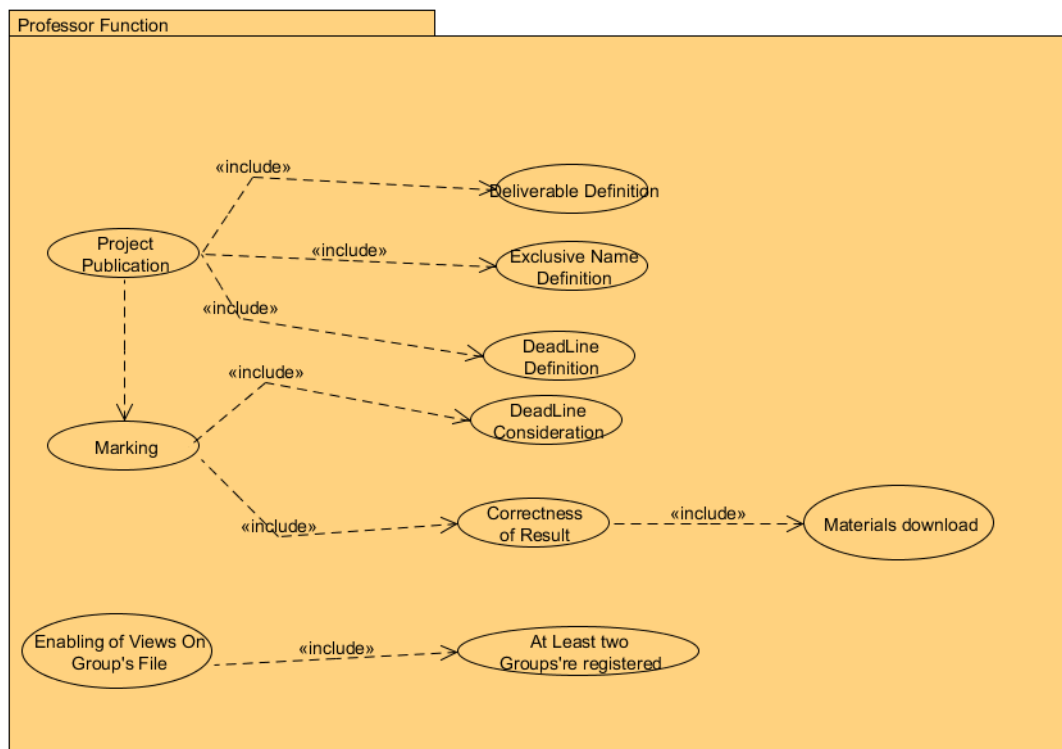 Professor Function
«include»
Deliverable Definition
Project
Publication
«include»
Exclusive Name
Definition
«include»
DeadLine
Definition
«include»
DeadLine
Consideration
Marking
«include»
Correctness
of Result
«include»
Materials download
Enabling of Views On
Group's File
«include»
At Least two
Groups're registered